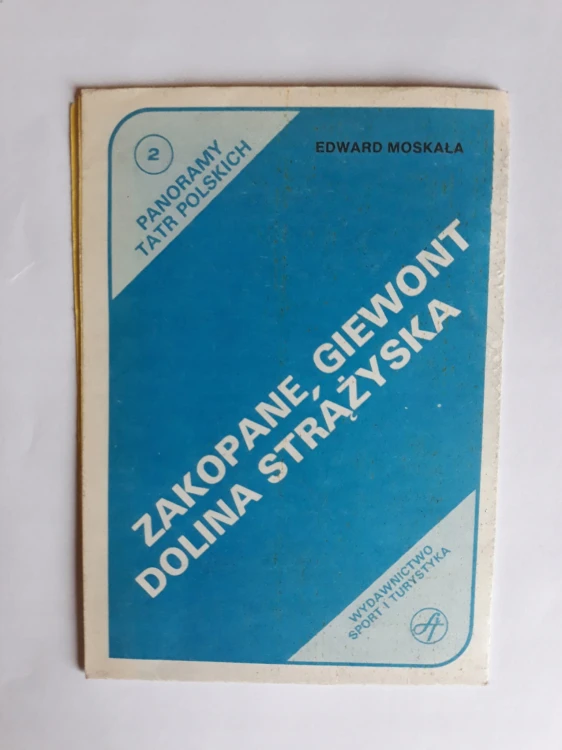 2
PANORAMY
TATR POLSKICH
EDWARD MOSKAŁA
ZAKOPANE, GIEWONT
DOLINA STRĄŻYSKA
WYDAWNICTWO
SPORT I TURYSTYKA